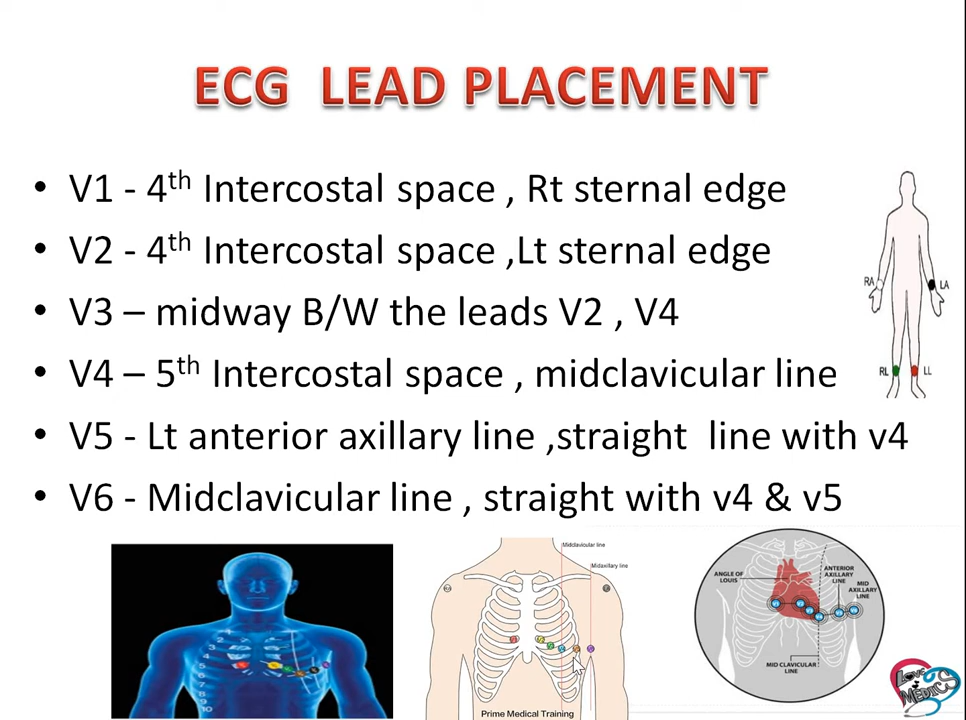 ECG LEAD PLACEMENT
• V1 - 4th Intercostal space , Rt sternal edge
• V2 - 4th Intercostal space ,Lt sternal edge
• V3 – midway B/W the leads V2 , V4
• V4 – 5th Intercostal space , midclavicular line
• V5 - Lt anterior axillary line ,straight line with v4
• V6 - Midclavicular line , straight with v4 & v5
RA
LA
RL
LL
Midclavicular line
Midaxillary line
Prime Medical Training
ANGLE OF
LOUIS
ANTERIOR
AXILLARY
LINE
MID
AXILLARY
LINE
MID CLAVICULAR
LINE
LOVE
MEDICS